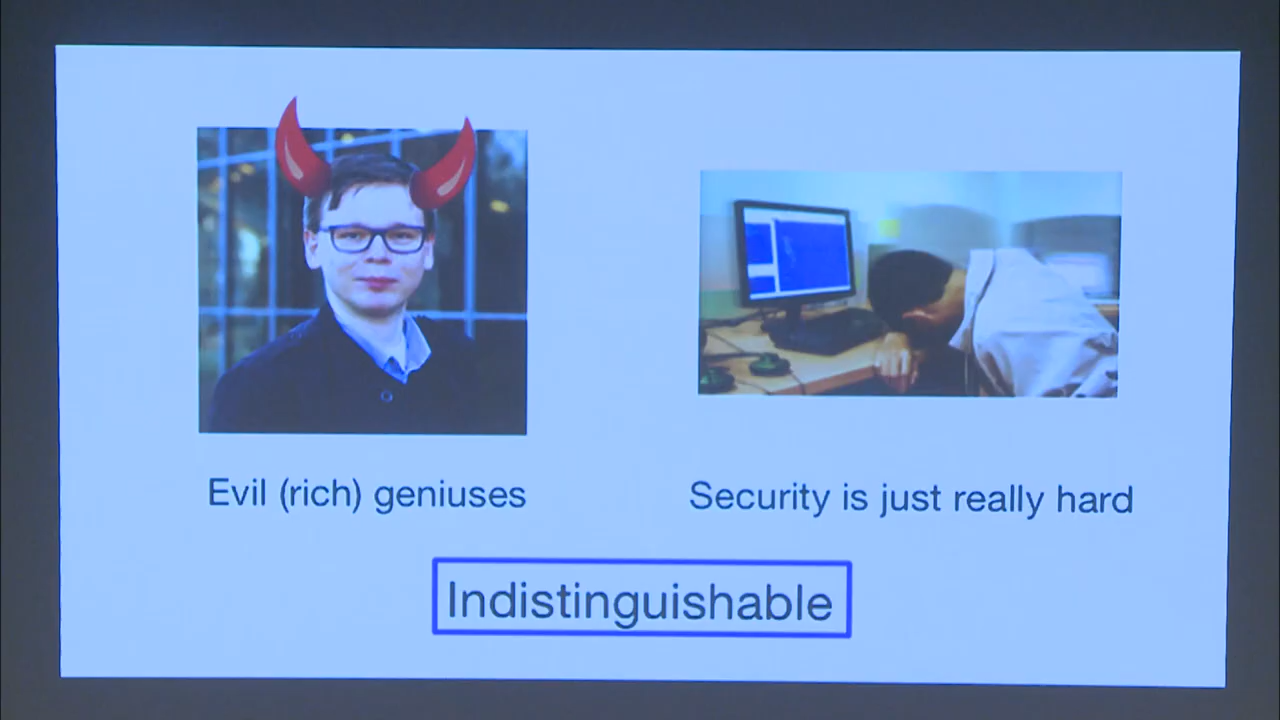 Evil (rich) geniuses
Security is just really hard
Indistinguishable